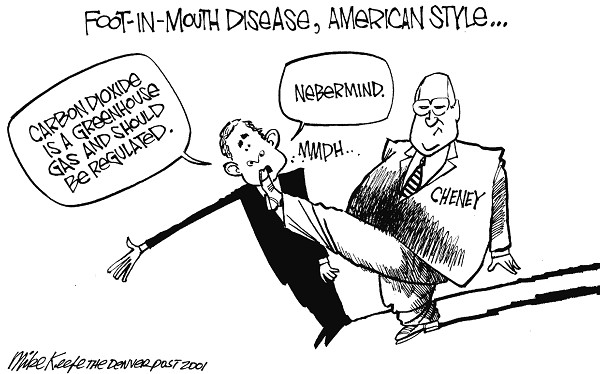 FOOT-IN-MOUTH DISEASE, AMERICAN STYLE...
CARBON DIOXIDE
IS A GREENHOUSE
GAS AND SHOULD
BE REGULATED.
NEBERMIND.
MMPH...
CHENEY
Mike Keefe THE DENVER POST 2001